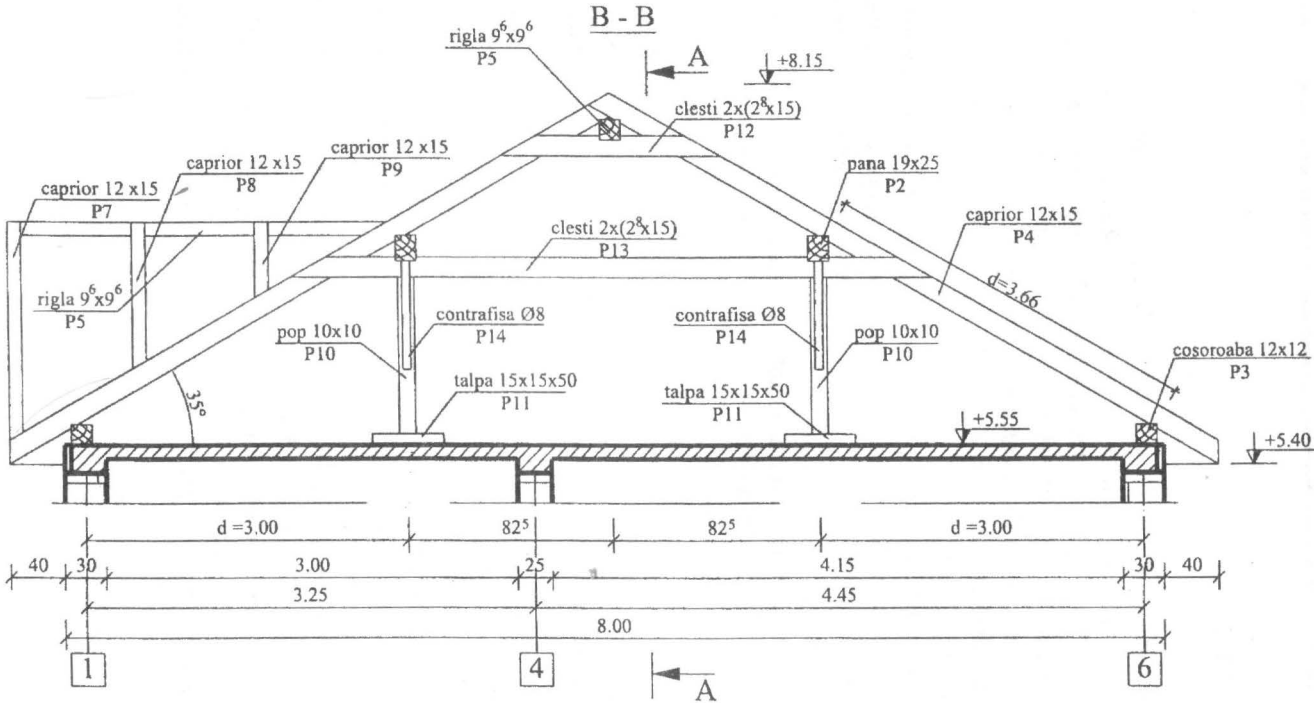 B - B
rigla 9⁶x9⁶
P5
A
+8.15
clesti 2x(2⁸x15)
P12
caprior 12 x15
P9
caprior 12 x15
P8
caprior 12 x15
P7
pana 19x25
P2
caprior 12x15
P4
clesti 2x(2⁸x15)
P13
rigla 9⁶x9⁶
P5
d=3.66
contrafisa Ø8
P14
contrafisa Ø8
P14
pop 10x10
P10
pop 10x10
P10
cosoroaba 12x12
P3
talpa 15x15x50
P11
talpa 15x15x50
P11
35°
+5.55
+5.40
d =3.00 82⁵ 82⁵ d =3.00
40 30 3.00 25 4.15 30 40
3.25 4.45
8.00
1 4 6
A